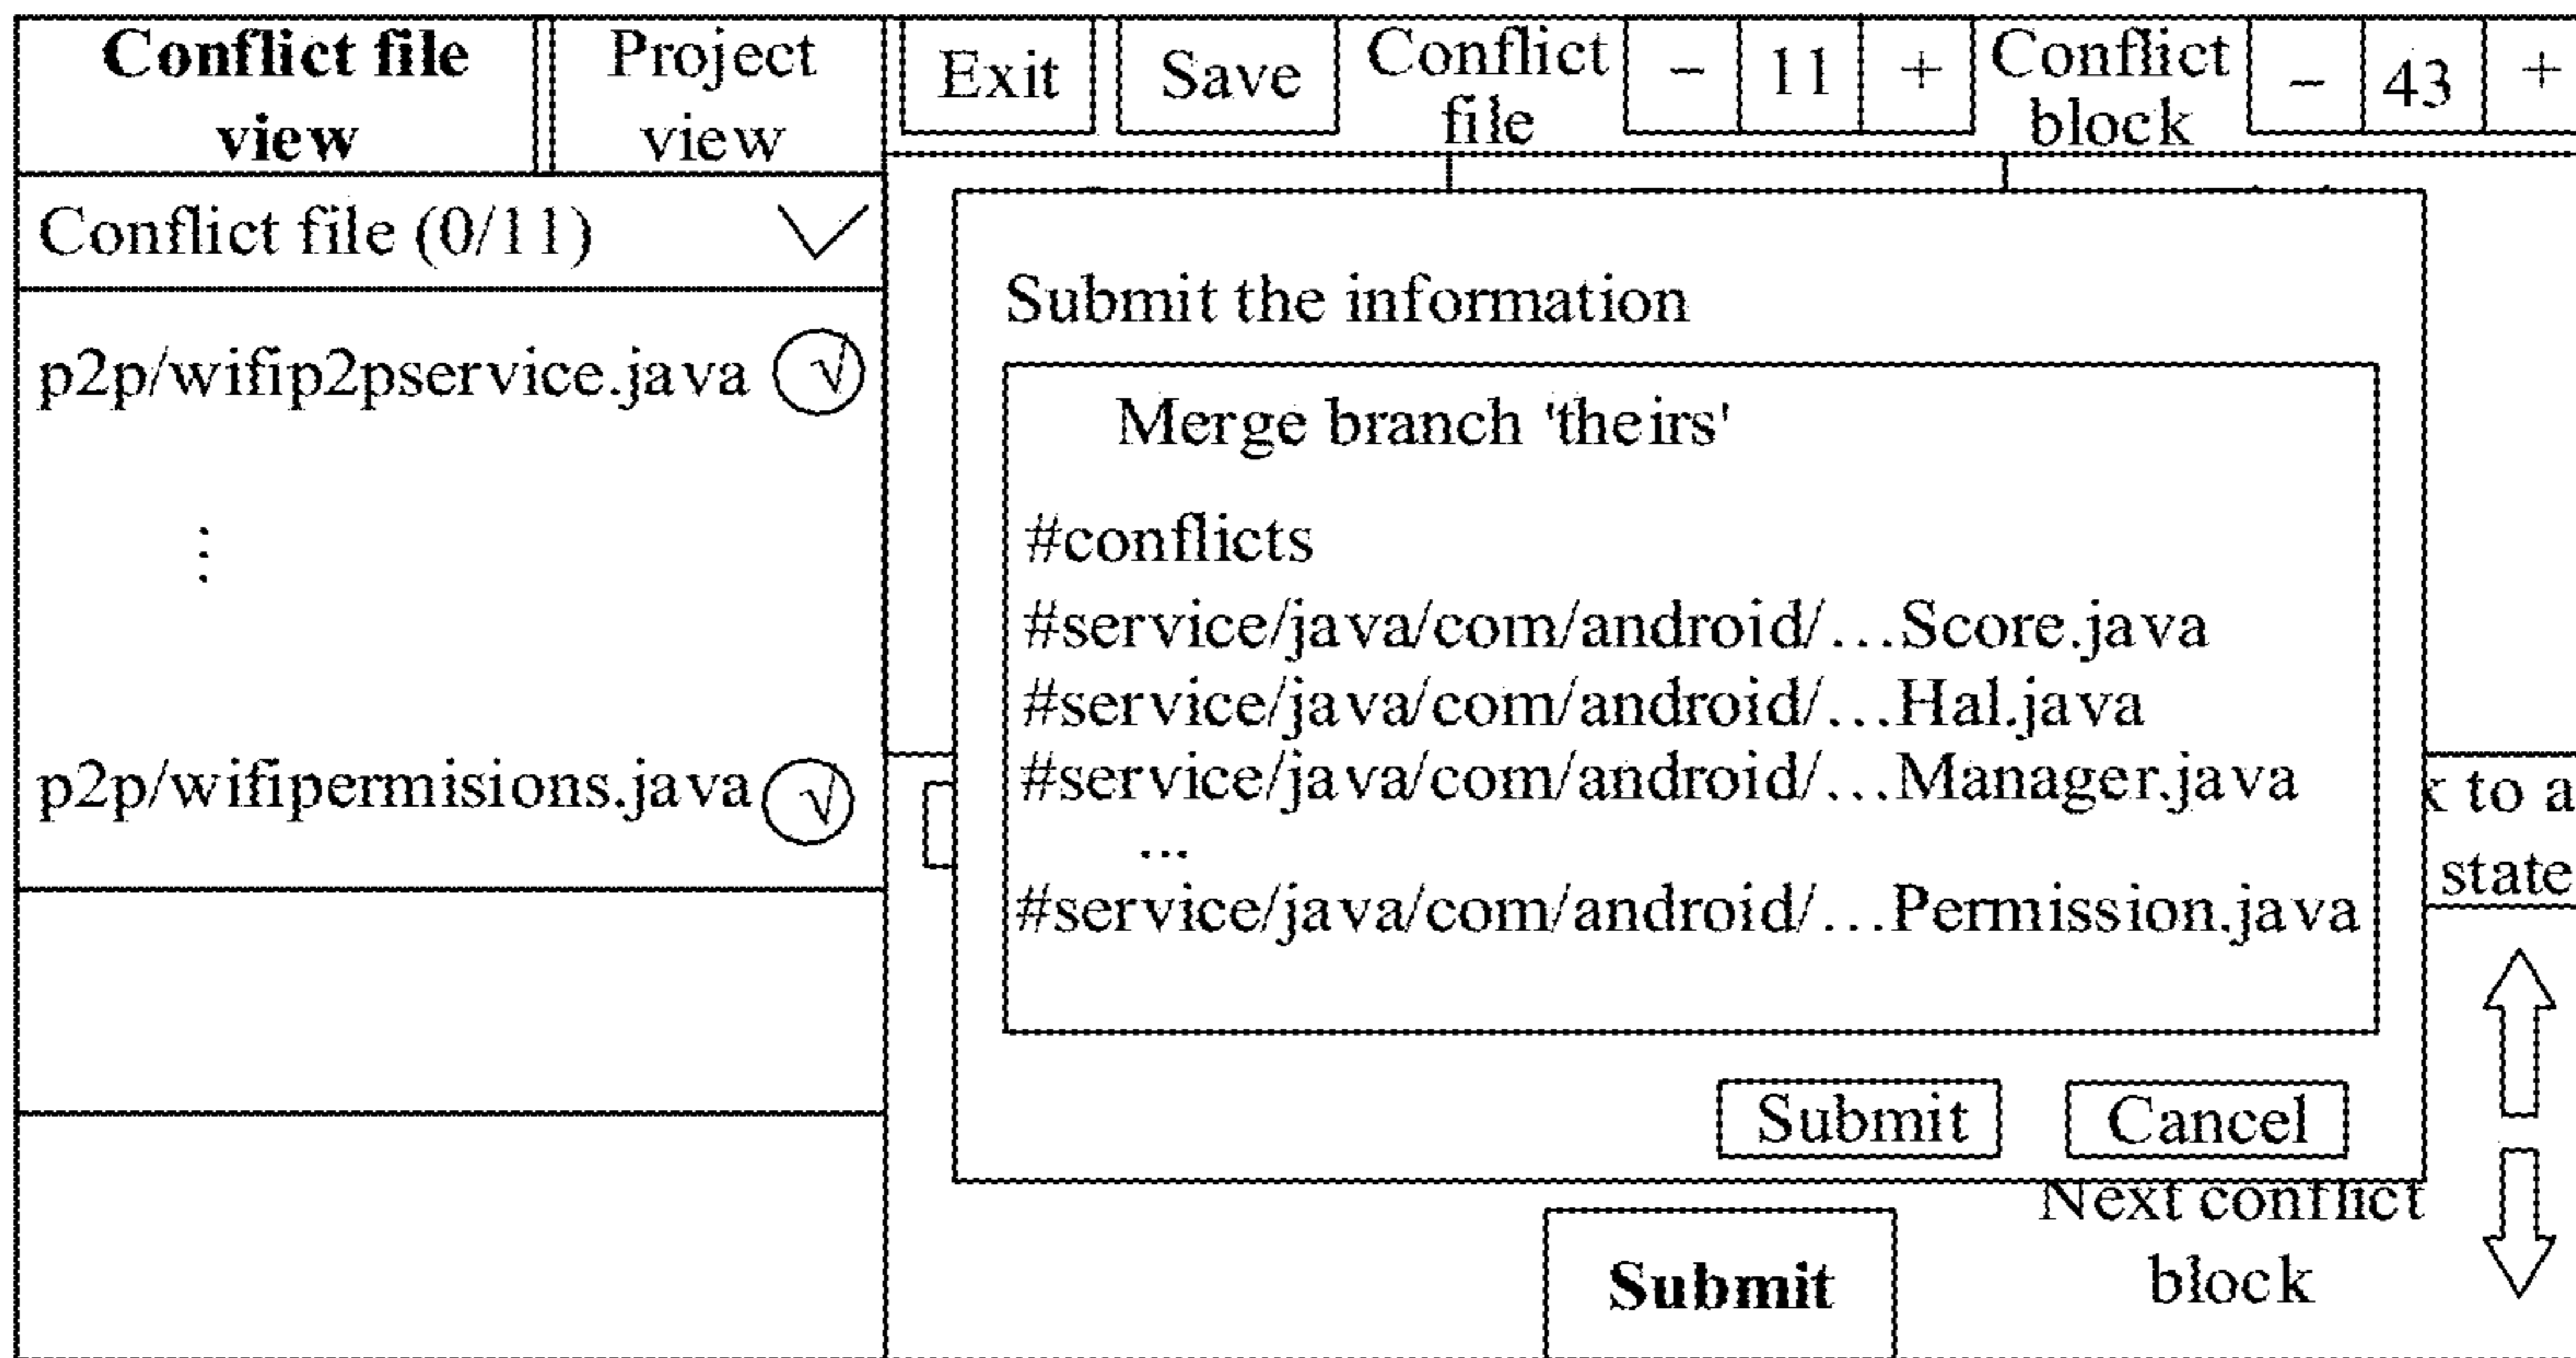 Conflict file
view
Project
view
Exit
Save
Conflict
file
− 11 +
Conflict
block
− 43 +
Conflict file (0/11)
p2p/wifip2pservice.java √
⋮
p2p/wifipermisions.java √
Submit the information
Merge branch 'theirs'
#conflicts
#service/java/com/android/...Score.java
#service/java/com/android/...Hal.java
#service/java/com/android/...Manager.java
...
#service/java/com/android/...Permission.java
Submit
Cancel
to a
state
Next conflict
block
Submit